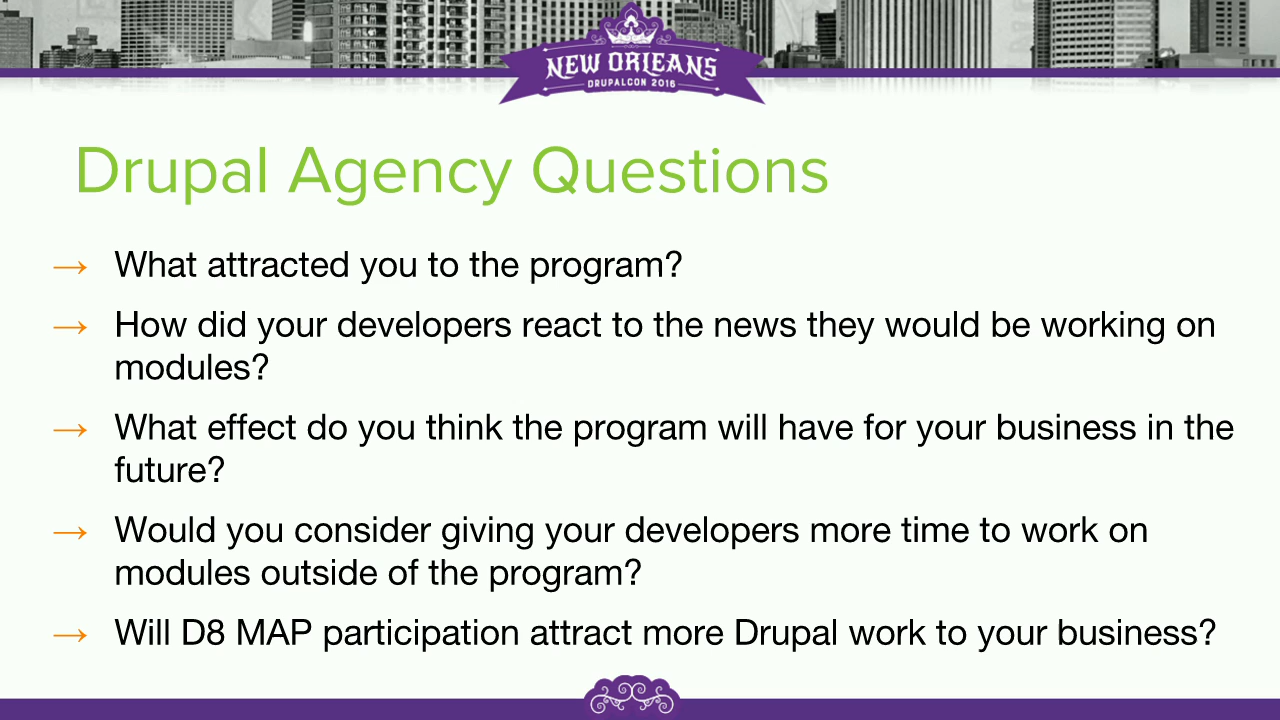 NEW ORLEANS
DRUPALCON 2016
Drupal Agency Questions
→ What attracted you to the program?
→ How did your developers react to the news they would be working on
modules?
→ What effect do you think the program will have for your business in the
future?
→ Would you consider giving your developers more time to work on
modules outside of the program?
→ Will D8 MAP participation attract more Drupal work to your business?